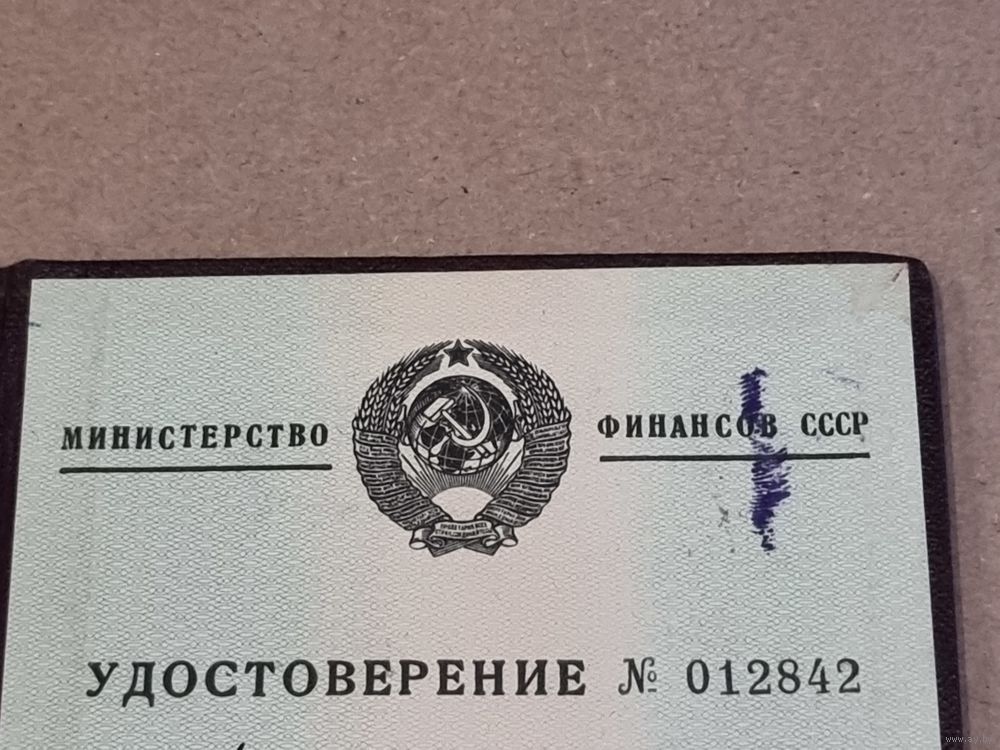 МИНИСТЕРСТВО ФИНАНСОВ СССР
УДОСТОВЕРЕНИЕ № 012842